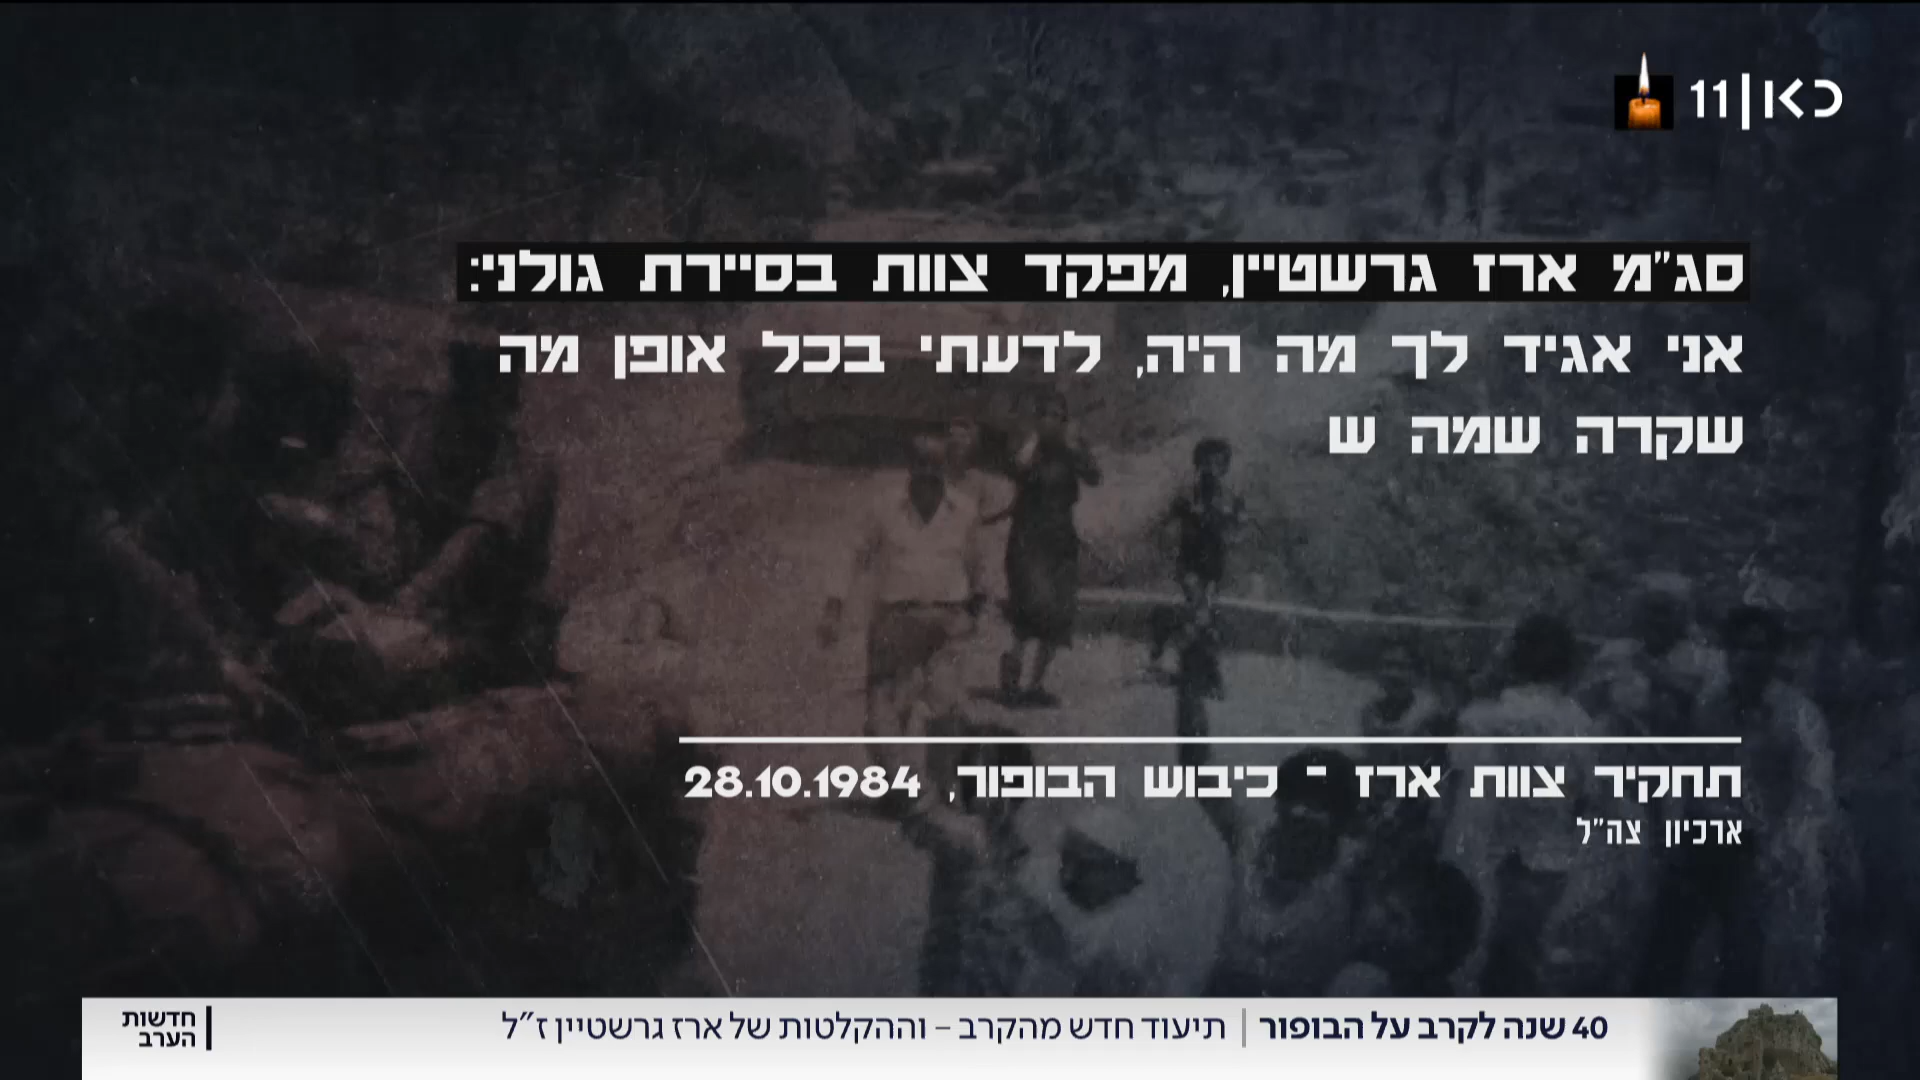 כאן|11
סג"מ ארז גרשטיין, מפקד צוות בסיירת גולני:
אני אגיד לך מה היה, לדעתי בכל אופן מה
שקרה שמה ש
תחקיר צוות ארז - כיבוש הבופור, 28.10.1984
ארכיון צה"ל
40 שנה לקרב על הבופור | תיעוד חדש מהקרב – וההקלטות של ארז גרשטיין ז"ל
חדשות
הערב